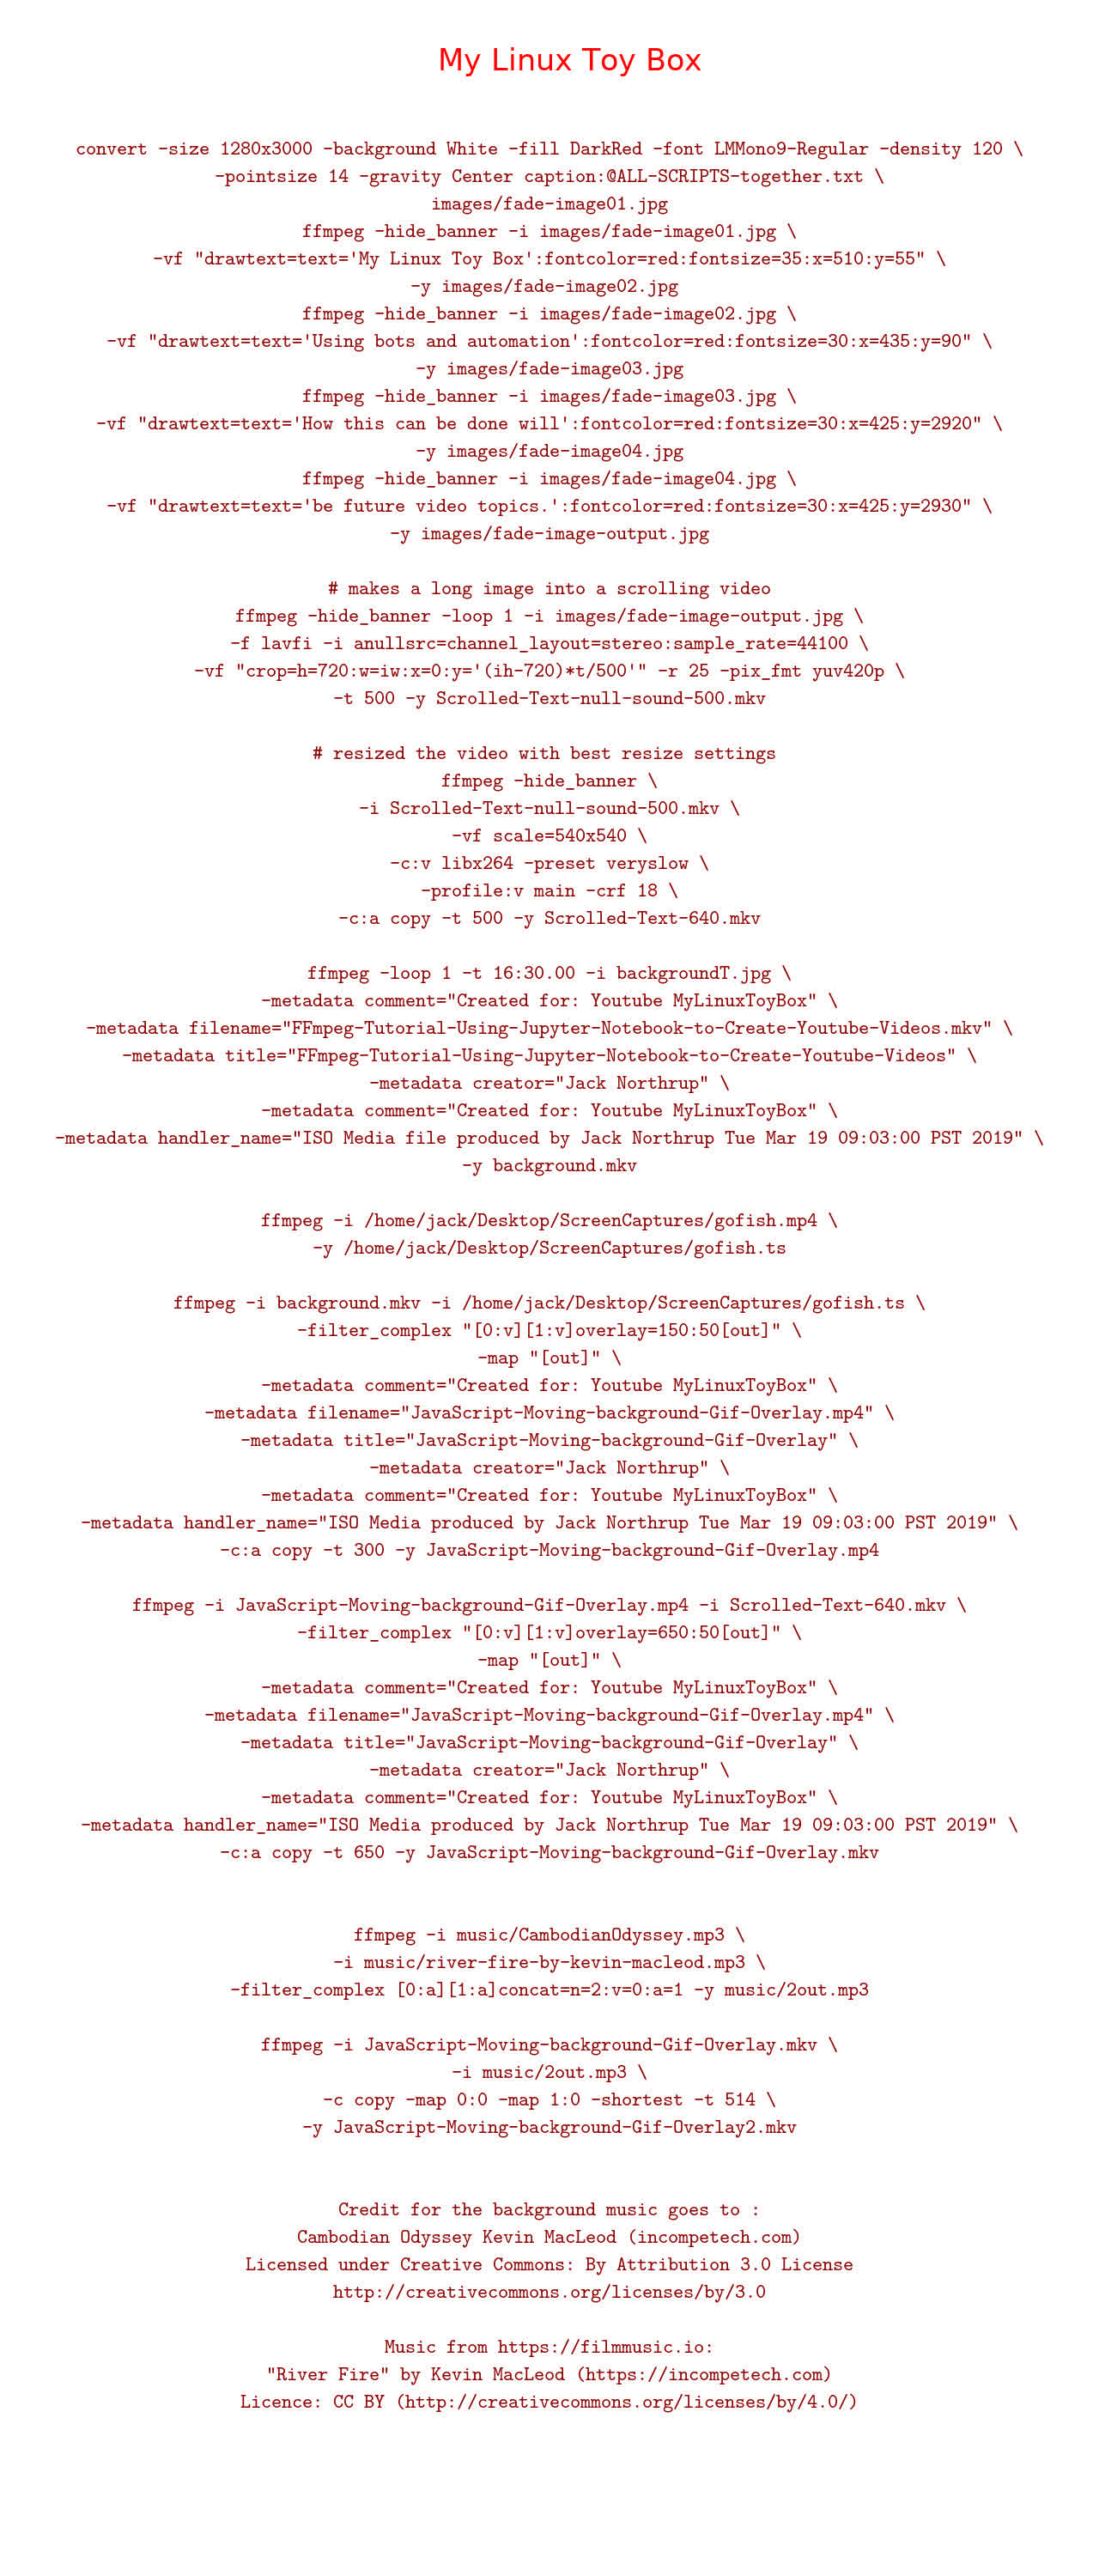 My Linux Toy Box
convert -size 1280x3000 -background White -fill DarkRed -font LMMono9-Regular -density 120 \
-pointsize 14 -gravity Center caption:@ALL-SCRIPTS-together.txt \
images/fade-image01.jpg
ffmpeg -hide_banner -i images/fade-image01.jpg \
-vf "drawtext=text='My Linux Toy Box':fontcolor=red:fontsize=35:x=510:y=55" \
-y images/fade-image02.jpg
ffmpeg -hide_banner -i images/fade-image02.jpg \
-vf "drawtext=text='Using bots and automation':fontcolor=red:fontsize=30:x=435:y=90" \
-y images/fade-image03.jpg
ffmpeg -hide_banner -i images/fade-image03.jpg \
-vf "drawtext=text='How this can be done will':fontcolor=red:fontsize=30:x=425:y=2920" \
-y images/fade-image04.jpg
ffmpeg -hide_banner -i images/fade-image04.jpg \
-vf "drawtext=text='be future video topics.':fontcolor=red:fontsize=30:x=425:y=2930" \
-y images/fade-image-output.jpg
# makes a long image into a scrolling video
ffmpeg -hide_banner -loop 1 -i images/fade-image-output.jpg \
-f lavfi -i anullsrc=channel_layout=stereo:sample_rate=44100 \
-vf "crop=h=720:w=iw:x=0:y='(ih-720)*t/500'" -r 25 -pix_fmt yuv420p \
-t 500 -y Scrolled-Text-null-sound-500.mkv
# resized the video with best resize settings
ffmpeg -hide_banner \
-i Scrolled-Text-null-sound-500.mkv \
-vf scale=540x540 \
-c:v libx264 -preset veryslow \
-profile:v main -crf 18 \
-c:a copy -t 500 -y Scrolled-Text-640.mkv
ffmpeg -loop 1 -t 16:30.00 -i backgroundT.jpg \
-metadata comment="Created for: Youtube MyLinuxToyBox" \
-metadata filename="FFmpeg-Tutorial-Using-Jupyter-Notebook-to-Create-Youtube-Videos.mkv" \
-metadata title="FFmpeg-Tutorial-Using-Jupyter-Notebook-to-Create-Youtube-Videos" \
-metadata creator="Jack Northrup" \
-metadata comment="Created for: Youtube MyLinuxToyBox" \
-metadata handler_name="ISO Media file produced by Jack Northrup Tue Mar 19 09:03:00 PST 2019" \
-y background.mkv
ffmpeg -i /home/jack/Desktop/ScreenCaptures/gofish.mp4 \
-y /home/jack/Desktop/ScreenCaptures/gofish.ts
ffmpeg -i background.mkv -i /home/jack/Desktop/ScreenCaptures/gofish.ts \
-filter_complex "[0:v][1:v]overlay=150:50[out]" \
-map "[out]" \
-metadata comment="Created for: Youtube MyLinuxToyBox" \
-metadata filename="JavaScript-Moving-background-Gif-Overlay.mp4" \
-metadata title="JavaScript-Moving-background-Gif-Overlay" \
-metadata creator="Jack Northrup" \
-metadata comment="Created for: Youtube MyLinuxToyBox" \
-metadata handler_name="ISO Media produced by Jack Northrup Tue Mar 19 09:03:00 PST 2019" \
-c:a copy -t 300 -y JavaScript-Moving-background-Gif-Overlay.mp4
ffmpeg -i JavaScript-Moving-background-Gif-Overlay.mp4 -i Scrolled-Text-640.mkv \
-filter_complex "[0:v][1:v]overlay=650:50[out]" \
-map "[out]" \
-metadata comment="Created for: Youtube MyLinuxToyBox" \
-metadata filename="JavaScript-Moving-background-Gif-Overlay.mp4" \
-metadata title="JavaScript-Moving-background-Gif-Overlay" \
-metadata creator="Jack Northrup" \
-metadata comment="Created for: Youtube MyLinuxToyBox" \
-metadata handler_name="ISO Media produced by Jack Northrup Tue Mar 19 09:03:00 PST 2019" \
-c:a copy -t 650 -y JavaScript-Moving-background-Gif-Overlay.mkv
ffmpeg -i music/CambodianOdyssey.mp3 \
-i music/river-fire-by-kevin-macleod.mp3 \
-filter_complex [0:a][1:a]concat=n=2:v=0:a=1 -y music/2out.mp3
ffmpeg -i JavaScript-Moving-background-Gif-Overlay.mkv \
-i music/2out.mp3 \
-c copy -map 0:0 -map 1:0 -shortest -t 514 \
-y JavaScript-Moving-background-Gif-Overlay2.mkv
Credit for the background music goes to :
Cambodian Odyssey Kevin MacLeod (incompetech.com)
Licensed under Creative Commons: By Attribution 3.0 License
http://creativecommons.org/licenses/by/3.0
Music from https://filmmusic.io:
"River Fire" by Kevin MacLeod (https://incompetech.com)
Licence: CC BY (http://creativecommons.org/licenses/by/4.0/)